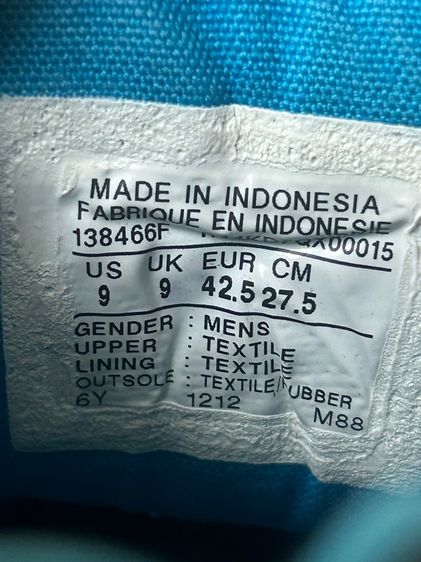 MADE IN INDONESIA
FABRIQUE EN INDONESIE
138466F
US UK EUR CM
9 9 42.5 27.5
GENDER : MENS
UPPER : TEXTILE
LINING : TEXTILE
OUTSOLE : TEXTILE/RUBBER
6Y 1212 M88